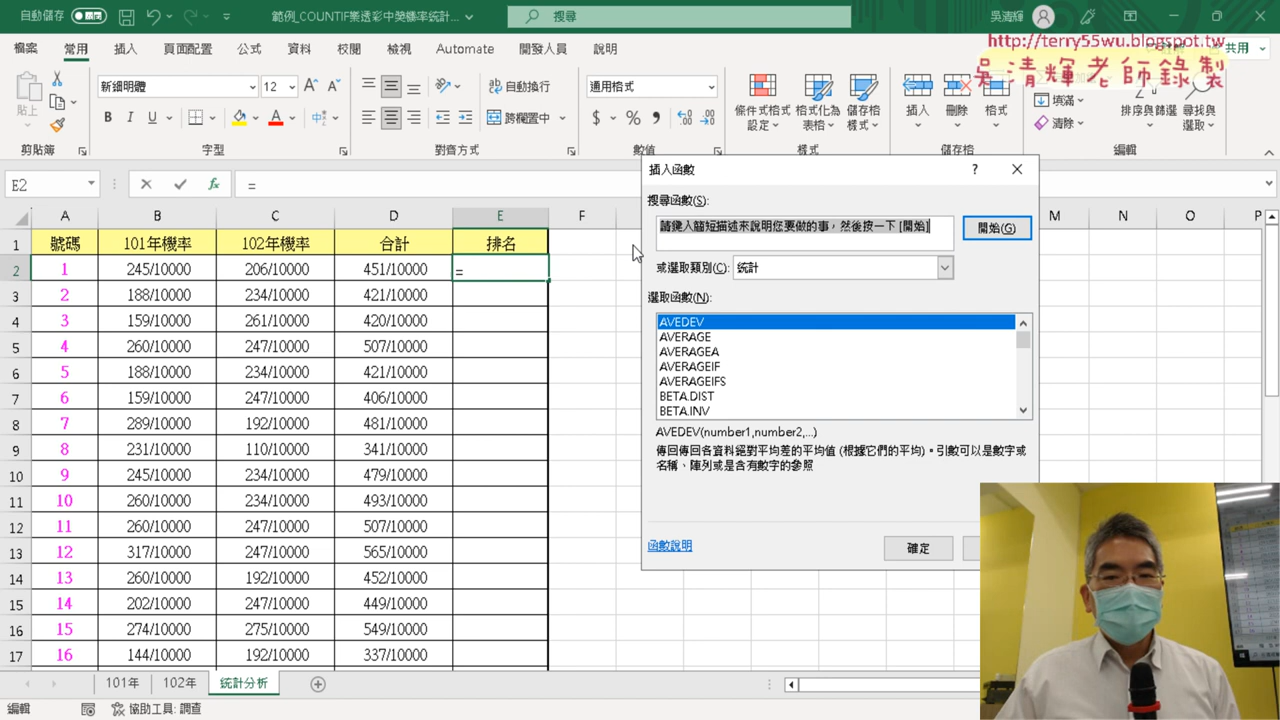 自動儲存
範例_COUNTIF樂透彩中獎機率統計...
搜尋
吳清輝
http://terry55wu.blogspot.tw
吳清輝老師錄製
檔案 常用 插入 頁面配置 公式 資料 校閱 檢視 Automate 開發人員 說明 共用
貼上
新細明體 12
B I U
自動換行
跨欄置中
通用格式
條件式格式設定
格式化為表格
儲存格樣式
插入 刪除 格式
填滿
清除
排序與篩選
尋找與選取
剪貼簿 字型 對齊方式 數值 樣式 儲存格 編輯
E2 fx =
A B C D E F M N O P
1 號碼 101年機率 102年機率 合計 排名
2 1 245/10000 206/10000 451/10000 =
3 2 188/10000 234/10000 421/10000
4 3 159/10000 261/10000 420/10000
5 4 260/10000 247/10000 507/10000
6 5 188/10000 234/10000 421/10000
7 6 159/10000 247/10000 406/10000
8 7 289/10000 192/10000 481/10000
9 8 231/10000 110/10000 341/10000
10 9 245/10000 234/10000 479/10000
11 10 260/10000 234/10000 493/10000
12 11 260/10000 247/10000 507/10000
13 12 317/10000 247/10000 565/10000
14 13 260/10000 192/10000 452/10000
15 14 202/10000 247/10000 449/10000
16 15 274/10000 275/10000 549/10000
17 16 144/10000 192/10000 337/10000
插入函數 ?
搜尋函數(S):
請鍵入簡短描述來說明您要做的事，然後按一下 [開始]
開始(G)
或選取類別(C): 統計
選取函數(N):
AVEDEV
AVERAGE
AVERAGEA
AVERAGEIF
AVERAGEIFS
BETA.DIST
BETA.INV
AVEDEV(number1,number2,...)
傳回傳回各資料絕對平均差的平均值 (根據它們的平均)。引數可以是數字或
名稱、陣列或是含有數字的參照
函數說明
確定
101年 102年 統計分析
編輯 協助工具: 調查